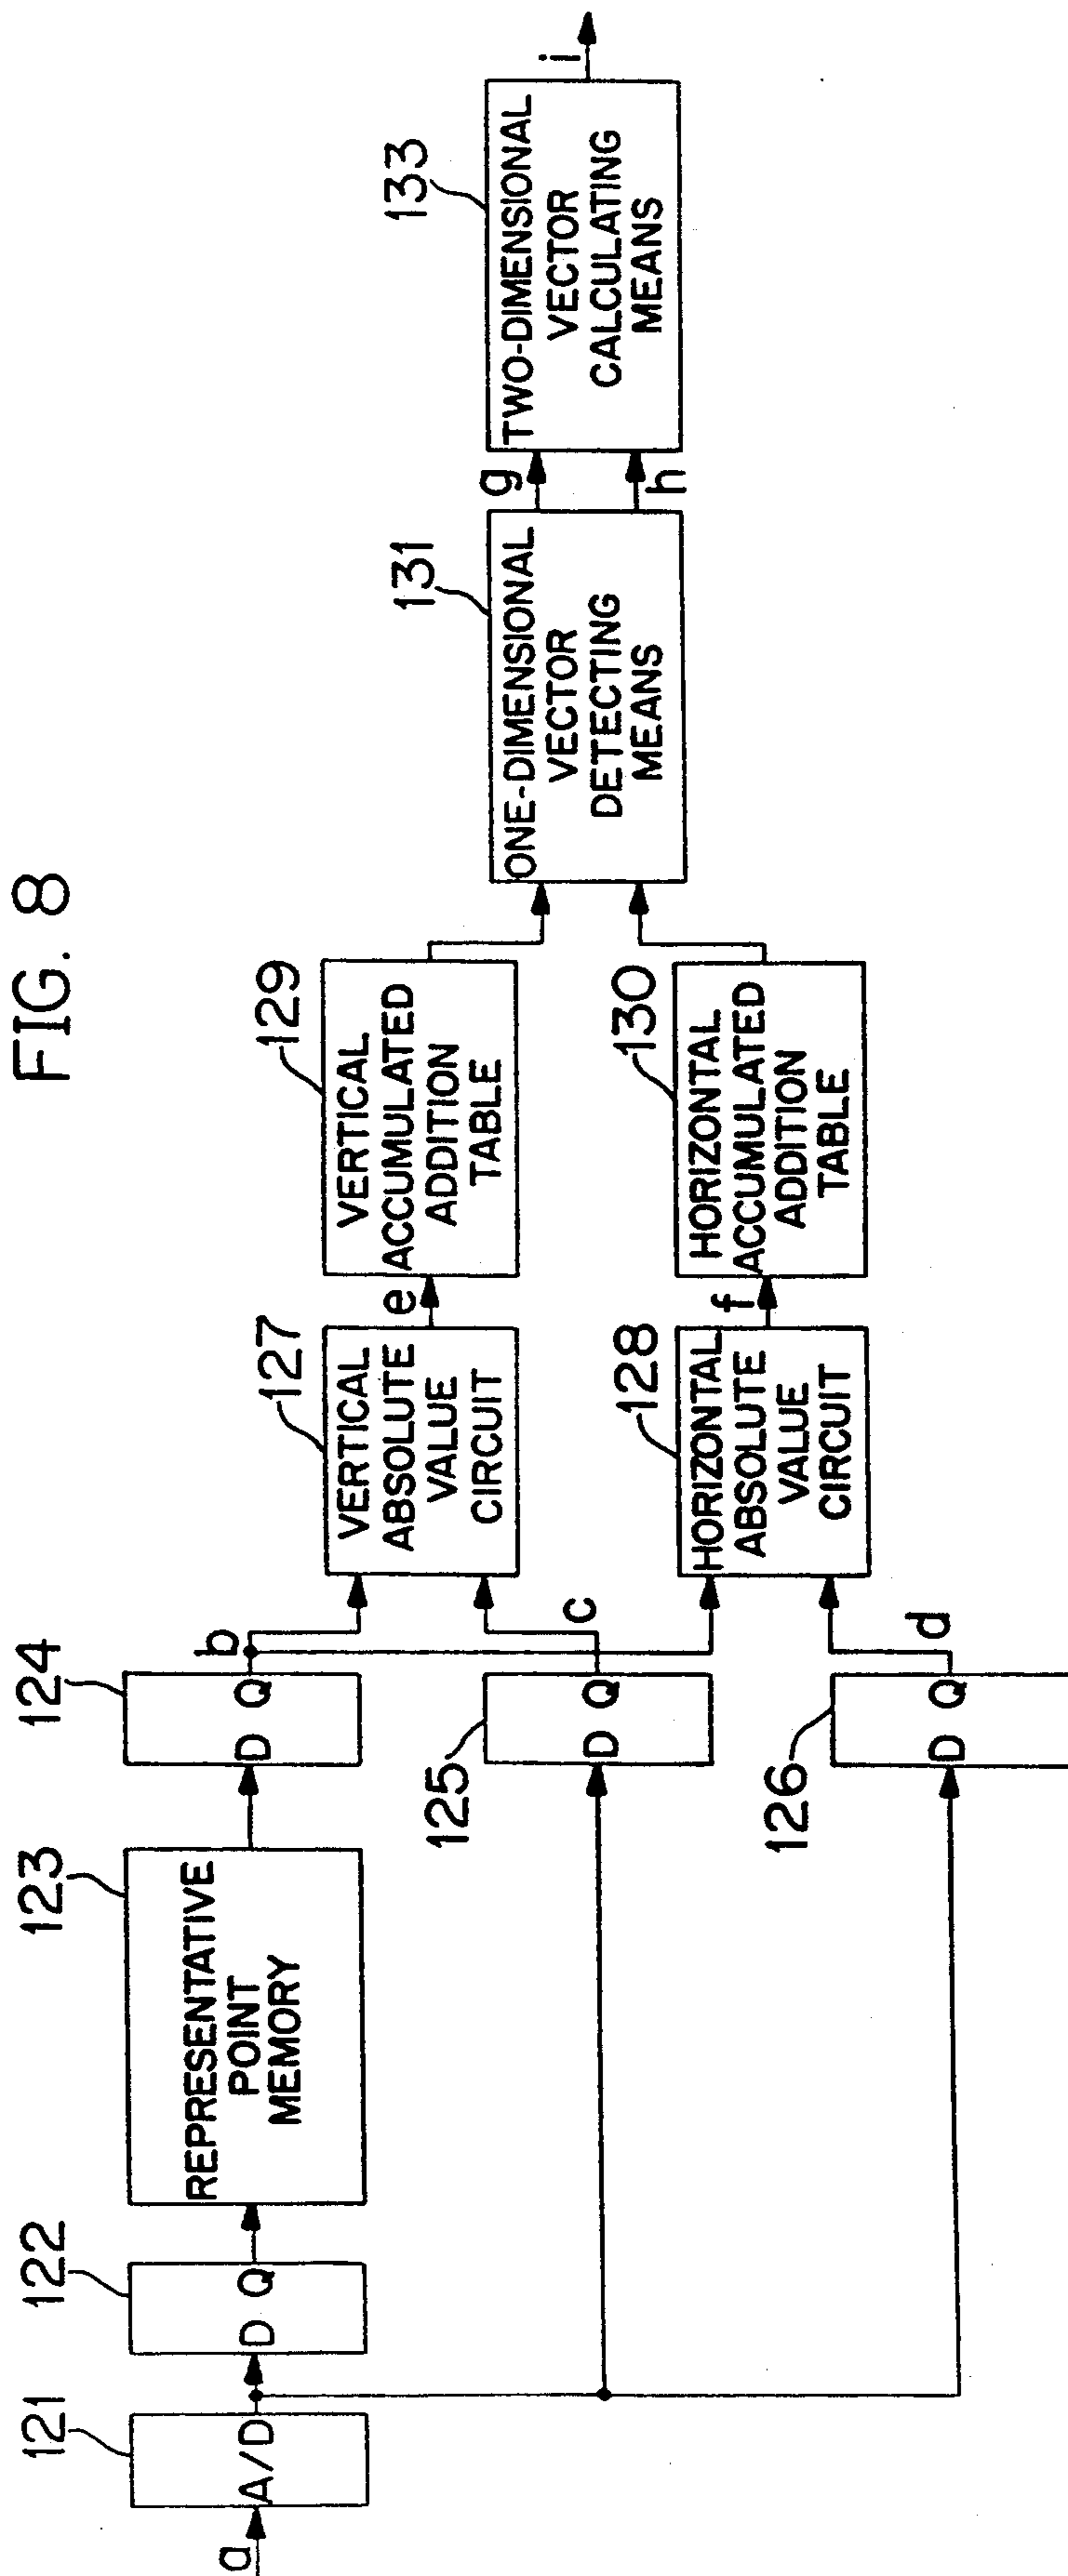 FIG. 8
a
121
A/D
122
D Q
123
REPRESENTATIVE
POINT
MEMORY
124
D Q
b
125
D Q
c
126
D Q
d
127
VERTICAL
ABSOLUTE
VALUE
CIRCUIT
e
128
HORIZONTAL
ABSOLUTE
VALUE
CIRCUIT
f
129
VERTICAL
ACCUMULATED
ADDITION
TABLE
130
HORIZONTAL
ACCUMULATED
ADDITION
TABLE
131
ONE-DIMENSIONAL
VECTOR
DETECTING
MEANS
g
h
133
TWO-DIMENSIONAL
VECTOR
CALCULATING
MEANS
i